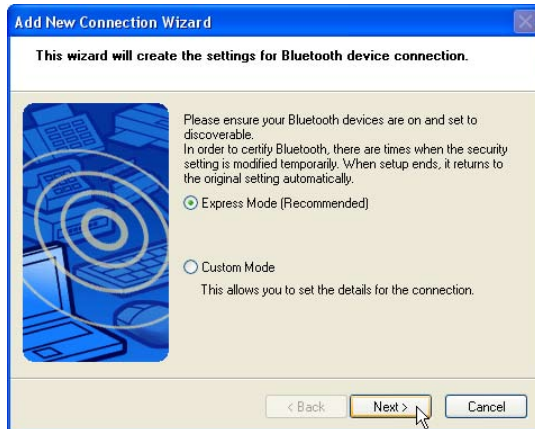 Add New Connection Wizard
This wizard will create the settings for Bluetooth device connection.
Please ensure your Bluetooth devices are on and set to
discoverable.
In order to certify Bluetooth, there are times when the security
setting is modified temporarily. When setup ends, it returns to
the original setting automatically.
Express Mode (Recommended)
Custom Mode
This allows you to set the details for the connection.
< Back Next > Cancel